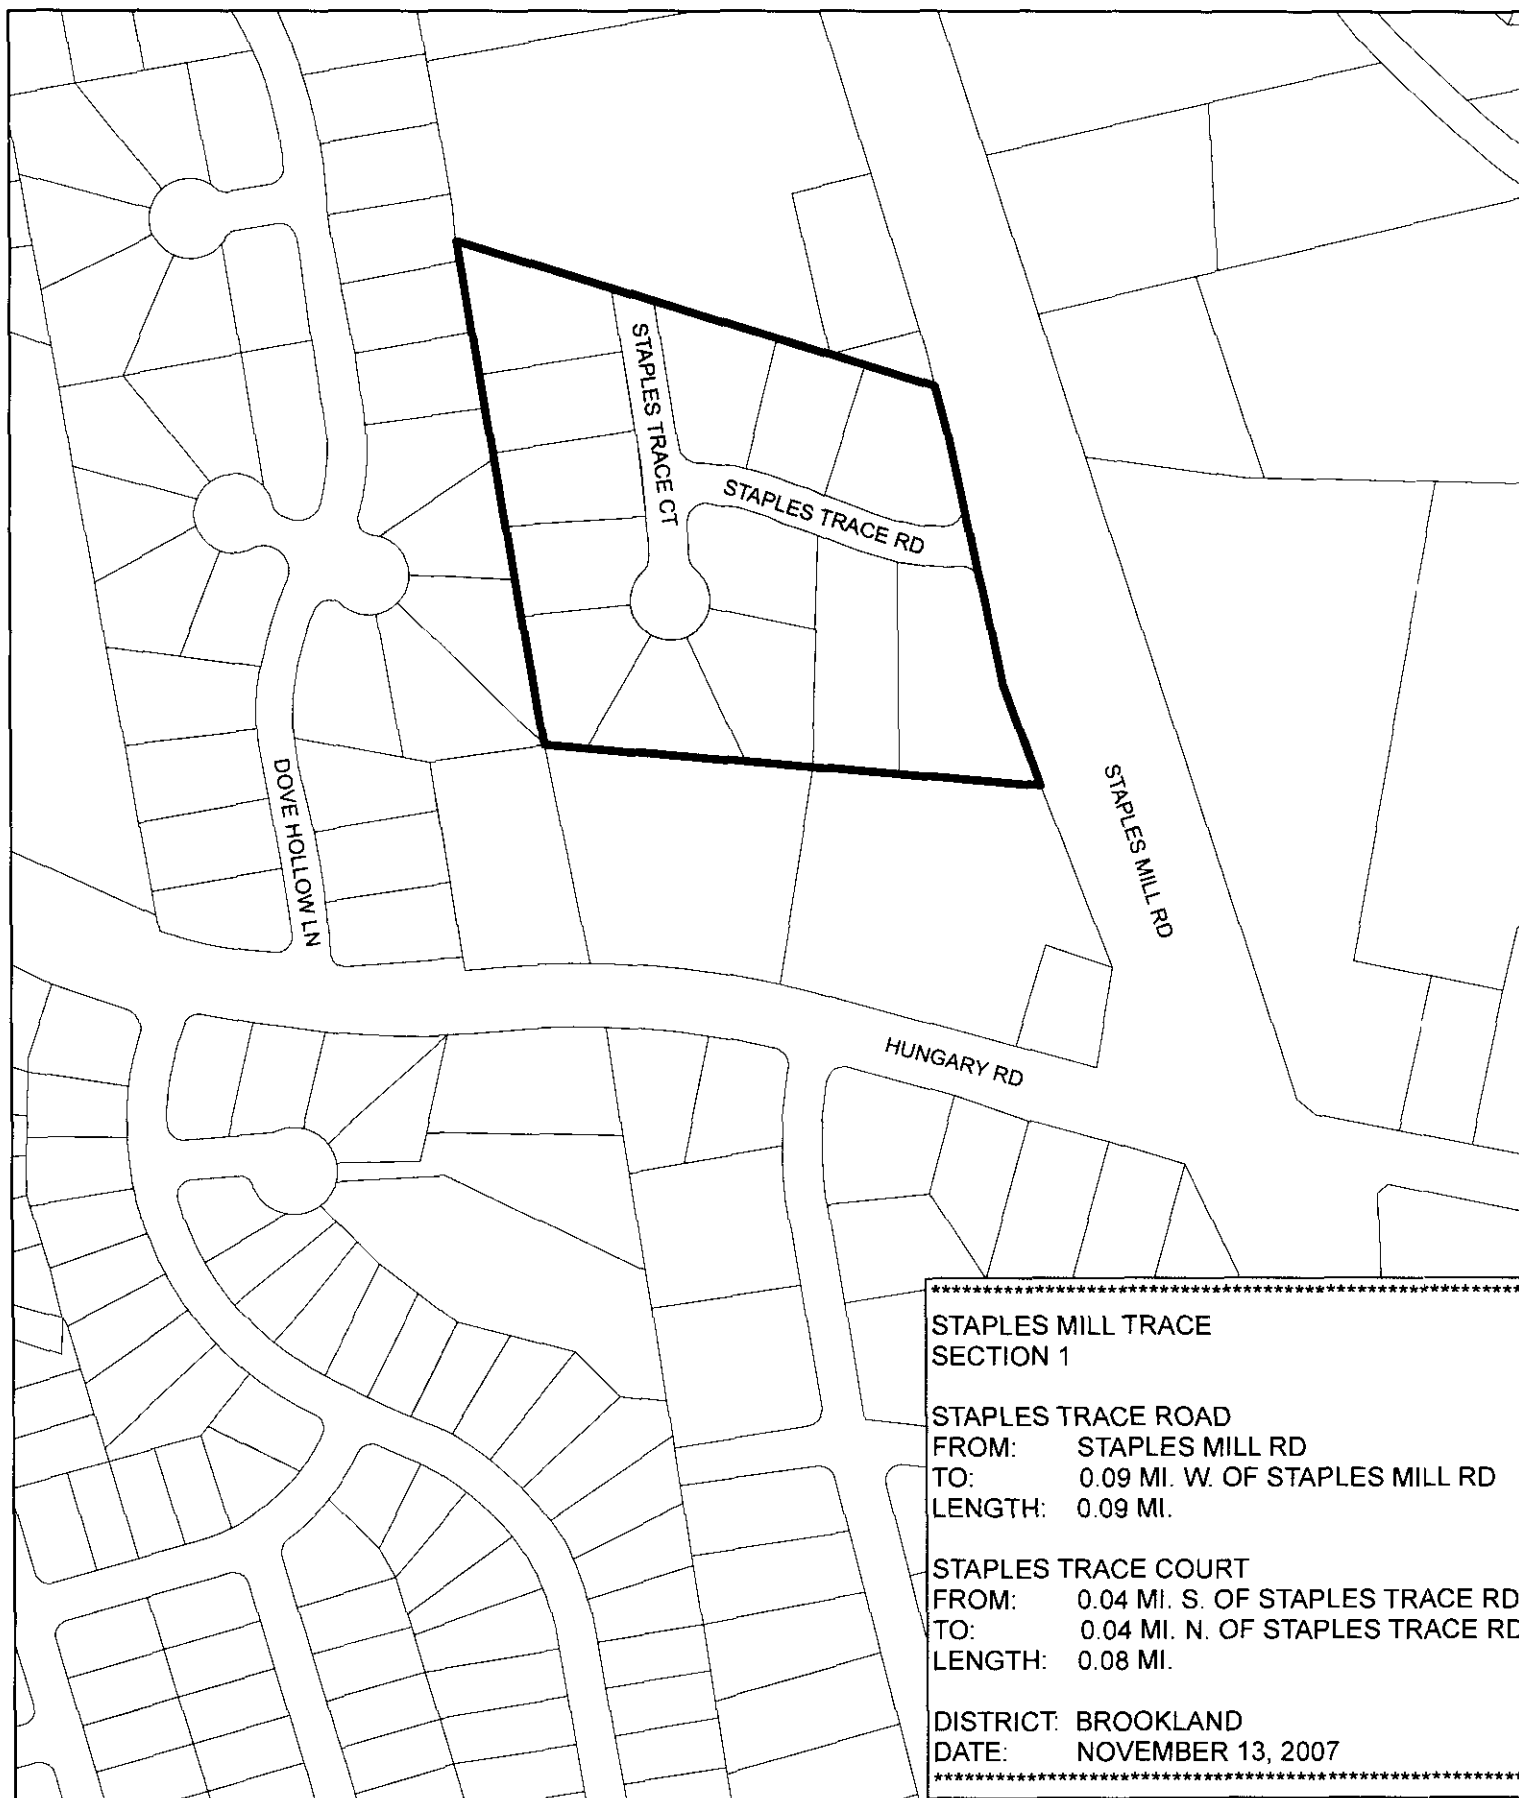 STAPLES TRACE CT
STAPLES TRACE RD
DOVE HOLLOW LN
STAPLES MILL RD
HUNGARY RD
STAPLES MILL TRACE
SECTION 1
STAPLES TRACE ROAD
FROM: STAPLES MILL RD
TO: 0.09 MI. W. OF STAPLES MILL RD
LENGTH: 0.09 MI.
STAPLES TRACE COURT
FROM: 0.04 MI. S. OF STAPLES TRACE RD
TO: 0.04 MI. N. OF STAPLES TRACE RD
LENGTH: 0.08 MI.
DISTRICT: BROOKLAND
DATE: NOVEMBER 13, 2007